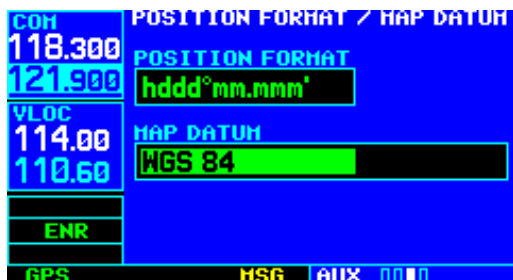 COM
118.300
121.900
VLOC
114.00
110.60
ENR
POSITION FORMAT / MAP DATUM
POSITION FORMAT
hddd°mm.mmm'
MAP DATUM
WGS 84
GPS MSG AUX